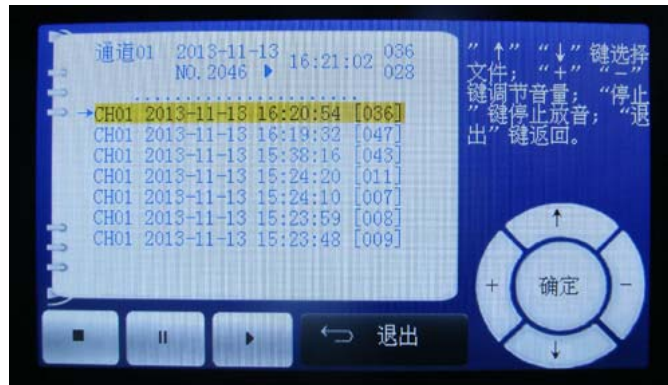 通道01 2013-11-13 16:21:02 036
NO.2046 ▶ 028
→CH01 2013-11-13 16:20:54 [036]
CH01 2013-11-13 16:19:32 [047]
CH01 2013-11-13 15:38:16 [043]
CH01 2013-11-13 15:24:20 [011]
CH01 2013-11-13 15:24:10 [007]
CH01 2013-11-13 15:23:59 [008]
CH01 2013-11-13 15:23:48 [009]
”↑” “↓”键选择
文件；“+” “-”
键调节音量；“停止
”键停止放音；“退
出”键返回。
↑
+ 确定 -
↓
退出